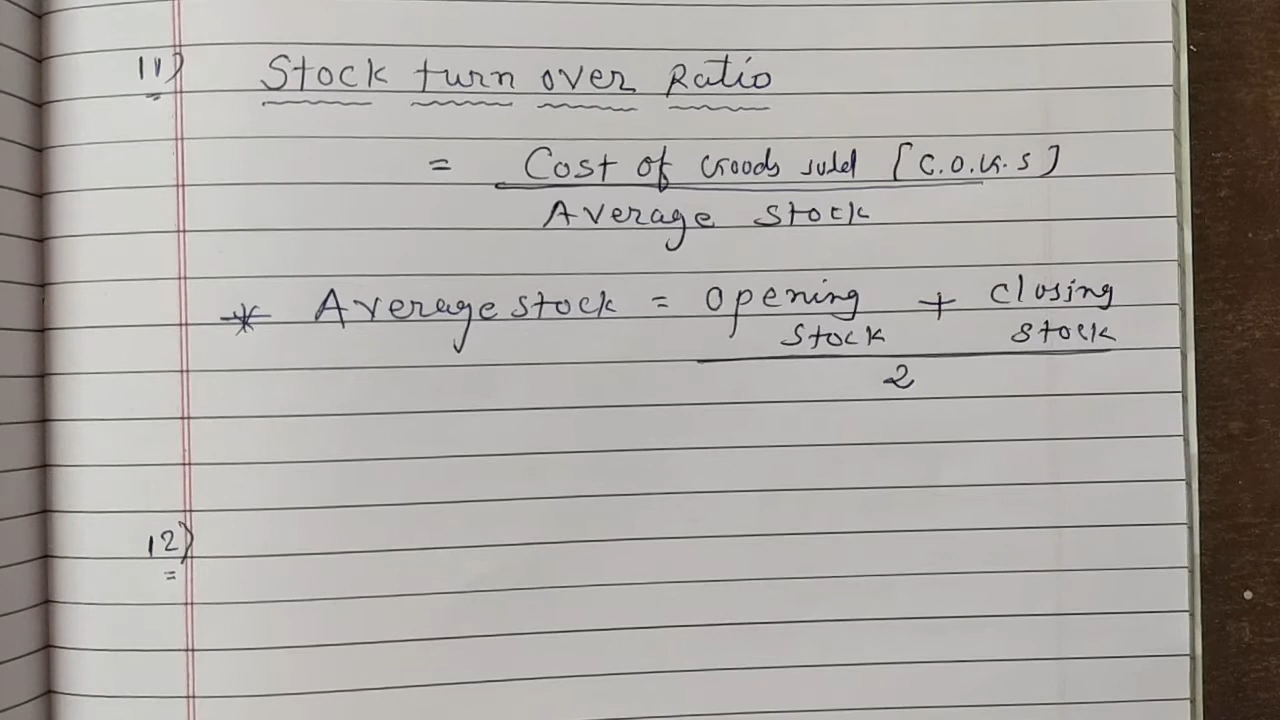 11) Stock turn over Ratio
= Cost of Goods sold [C.O.G.S]
Average stock
* Average stock = opening + closing
stock stock
2
12)